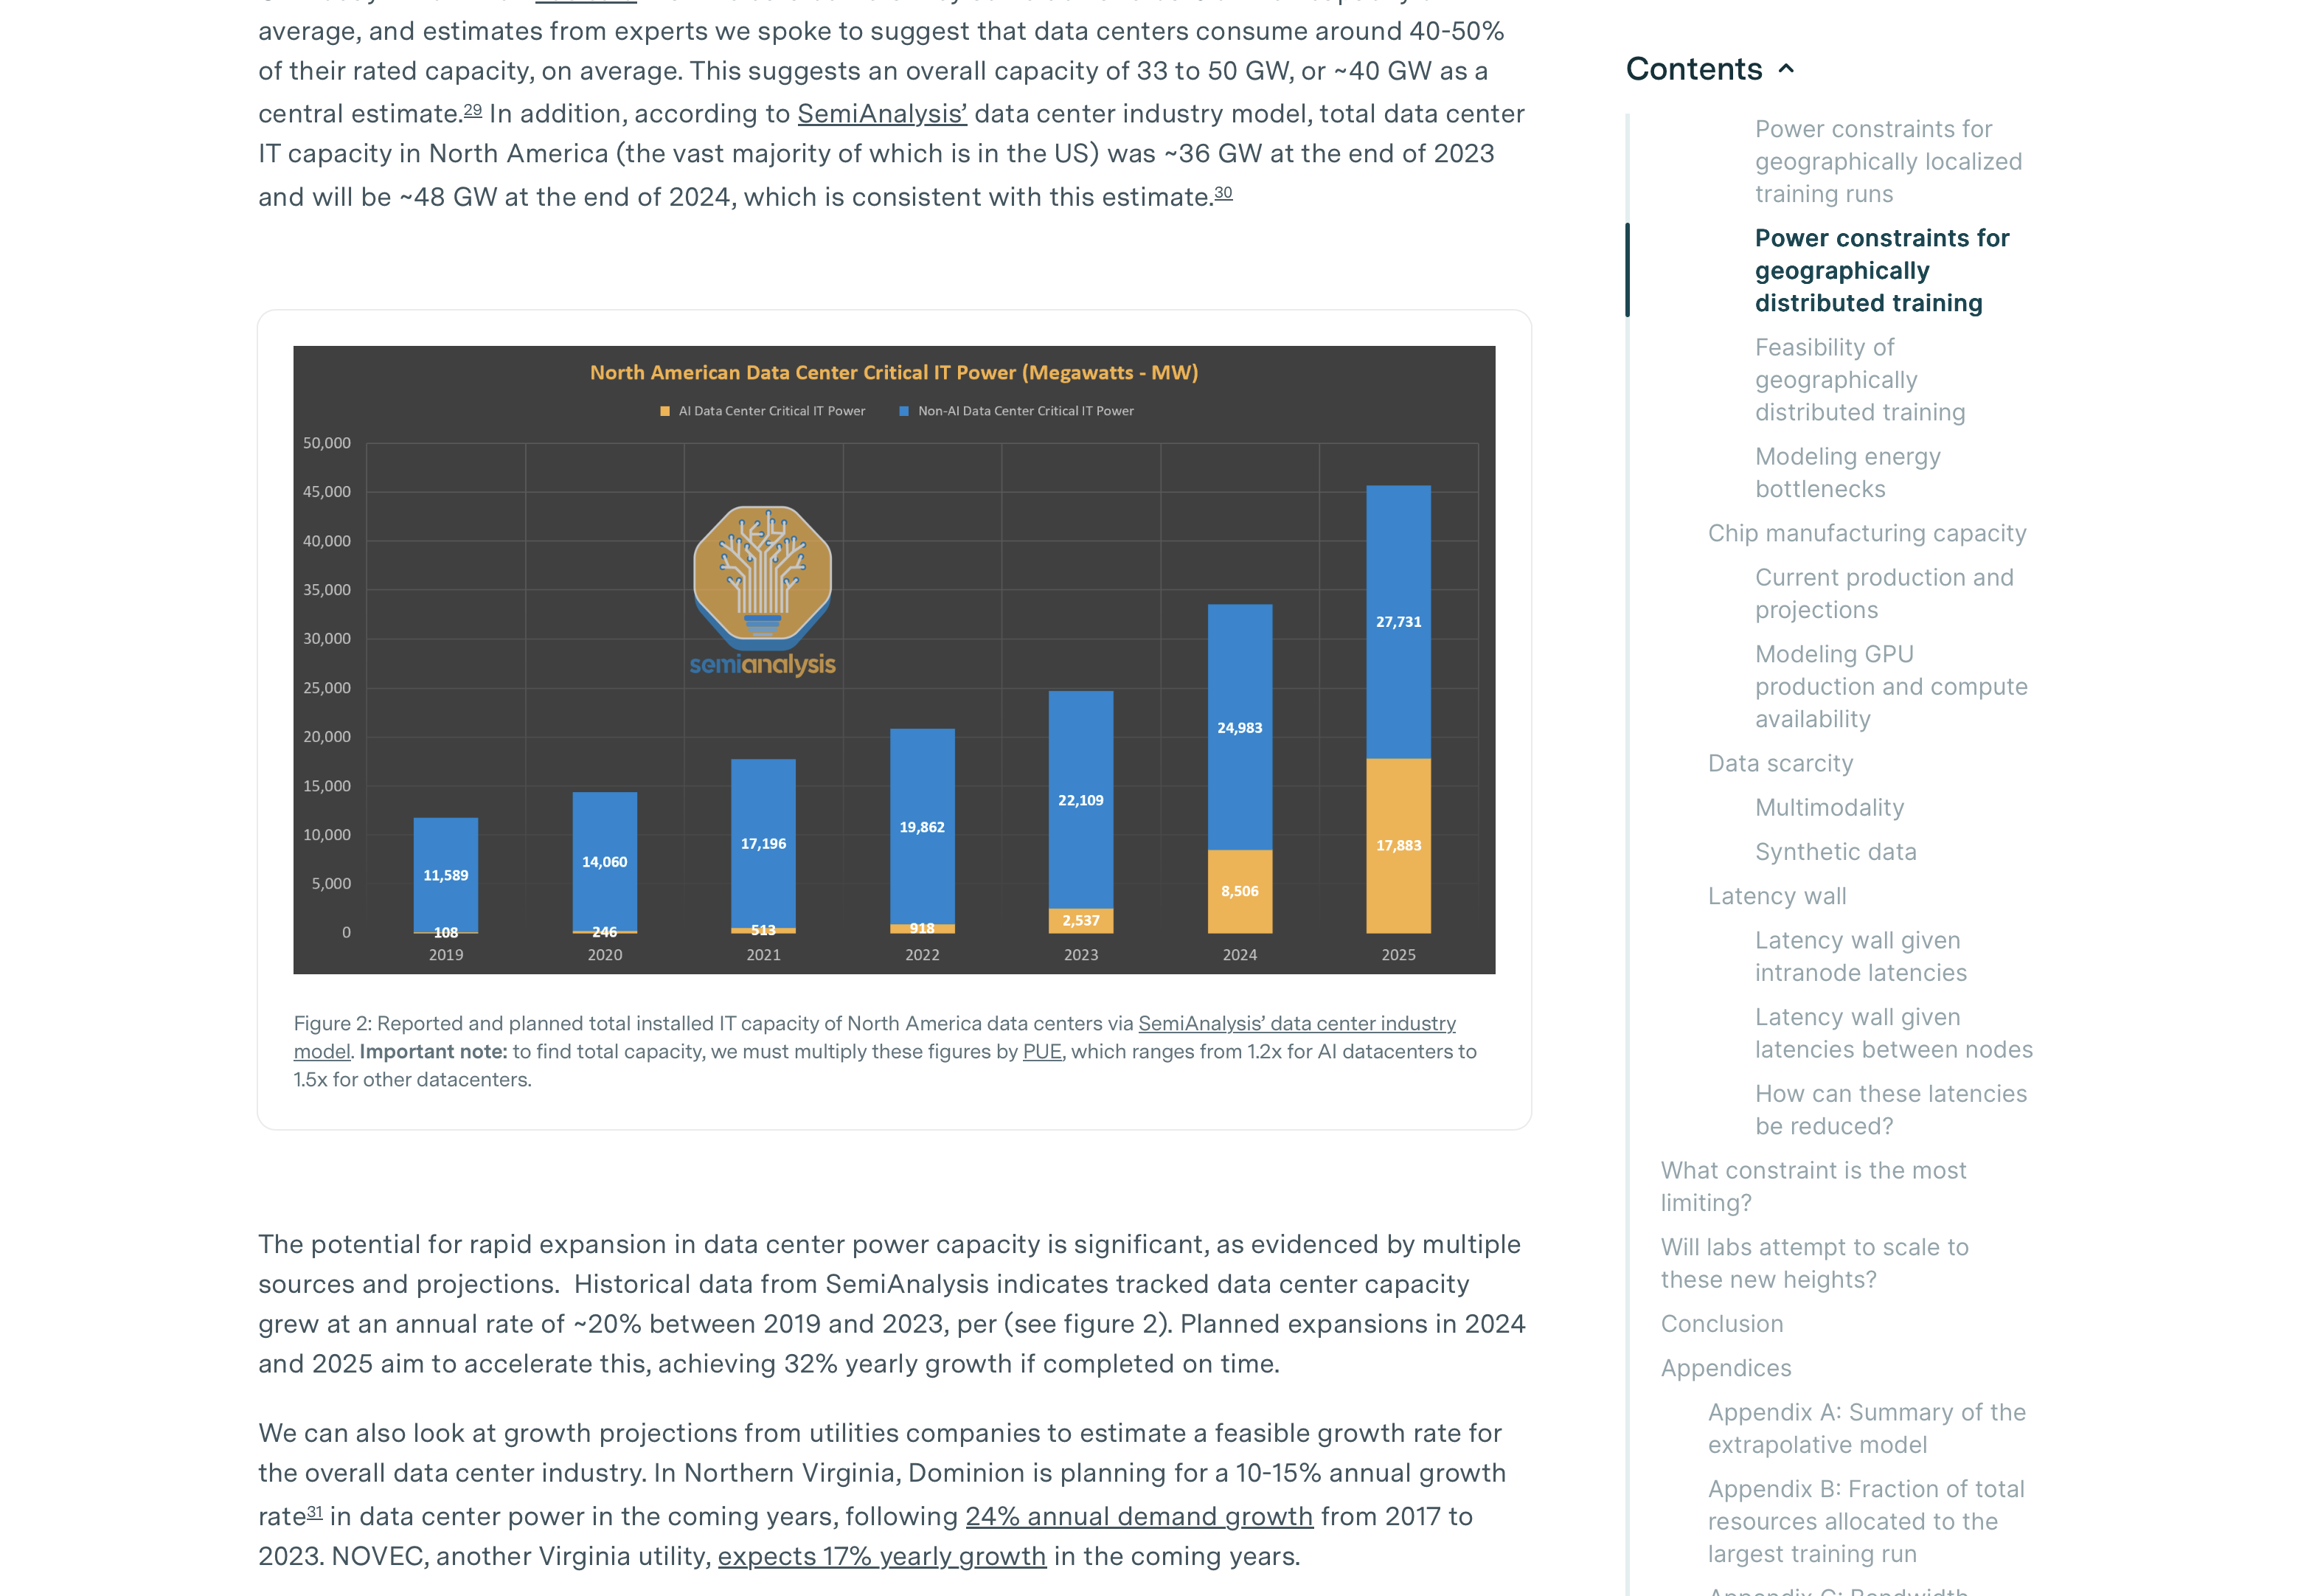 average, and estimates from experts we spoke to suggest that data centers consume around 40-50%
of their rated capacity, on average. This suggests an overall capacity of 33 to 50 GW, or ~40 GW as a
central estimate.29 In addition, according to SemiAnalysis’ data center industry model, total data center
IT capacity in North America (the vast majority of which is in the US) was ~36 GW at the end of 2023
and will be ~48 GW at the end of 2024, which is consistent with this estimate.30
North American Data Center Critical IT Power (Megawatts - MW)
AI Data Center Critical IT Power
Non-AI Data Center Critical IT Power
50,000
45,000
40,000
35,000
30,000
25,000
20,000
15,000
10,000
5,000
0
semianalysis
11,589
108
14,060
246
17,196
513
19,862
918
22,109
2,537
24,983
8,506
27,731
17,883
2019
2020
2021
2022
2023
2024
2025
Figure 2: Reported and planned total installed IT capacity of North America data centers via SemiAnalysis’ data center industry
model. Important note: to find total capacity, we must multiply these figures by PUE, which ranges from 1.2x for AI datacenters to
1.5x for other datacenters.
The potential for rapid expansion in data center power capacity is significant, as evidenced by multiple
sources and projections.  Historical data from SemiAnalysis indicates tracked data center capacity
grew at an annual rate of ~20% between 2019 and 2023, per (see figure 2). Planned expansions in 2024
and 2025 aim to accelerate this, achieving 32% yearly growth if completed on time.
We can also look at growth projections from utilities companies to estimate a feasible growth rate for
the overall data center industry. In Northern Virginia, Dominion is planning for a 10-15% annual growth
rate31 in data center power in the coming years, following 24% annual demand growth from 2017 to
2023. NOVEC, another Virginia utility, expects 17% yearly growth in the coming years.
Contents
Power constraints for
geographically localized
training runs
Power constraints for
geographically
distributed training
Feasibility of
geographically
distributed training
Modeling energy
bottlenecks
Chip manufacturing capacity
Current production and
projections
Modeling GPU
production and compute
availability
Data scarcity
Multimodality
Synthetic data
Latency wall
Latency wall given
intranode latencies
Latency wall given
latencies between nodes
How can these latencies
be reduced?
What constraint is the most
limiting?
Will labs attempt to scale to
these new heights?
Conclusion
Appendices
Appendix A: Summary of the
extrapolative model
Appendix B: Fraction of total
resources allocated to the
largest training run